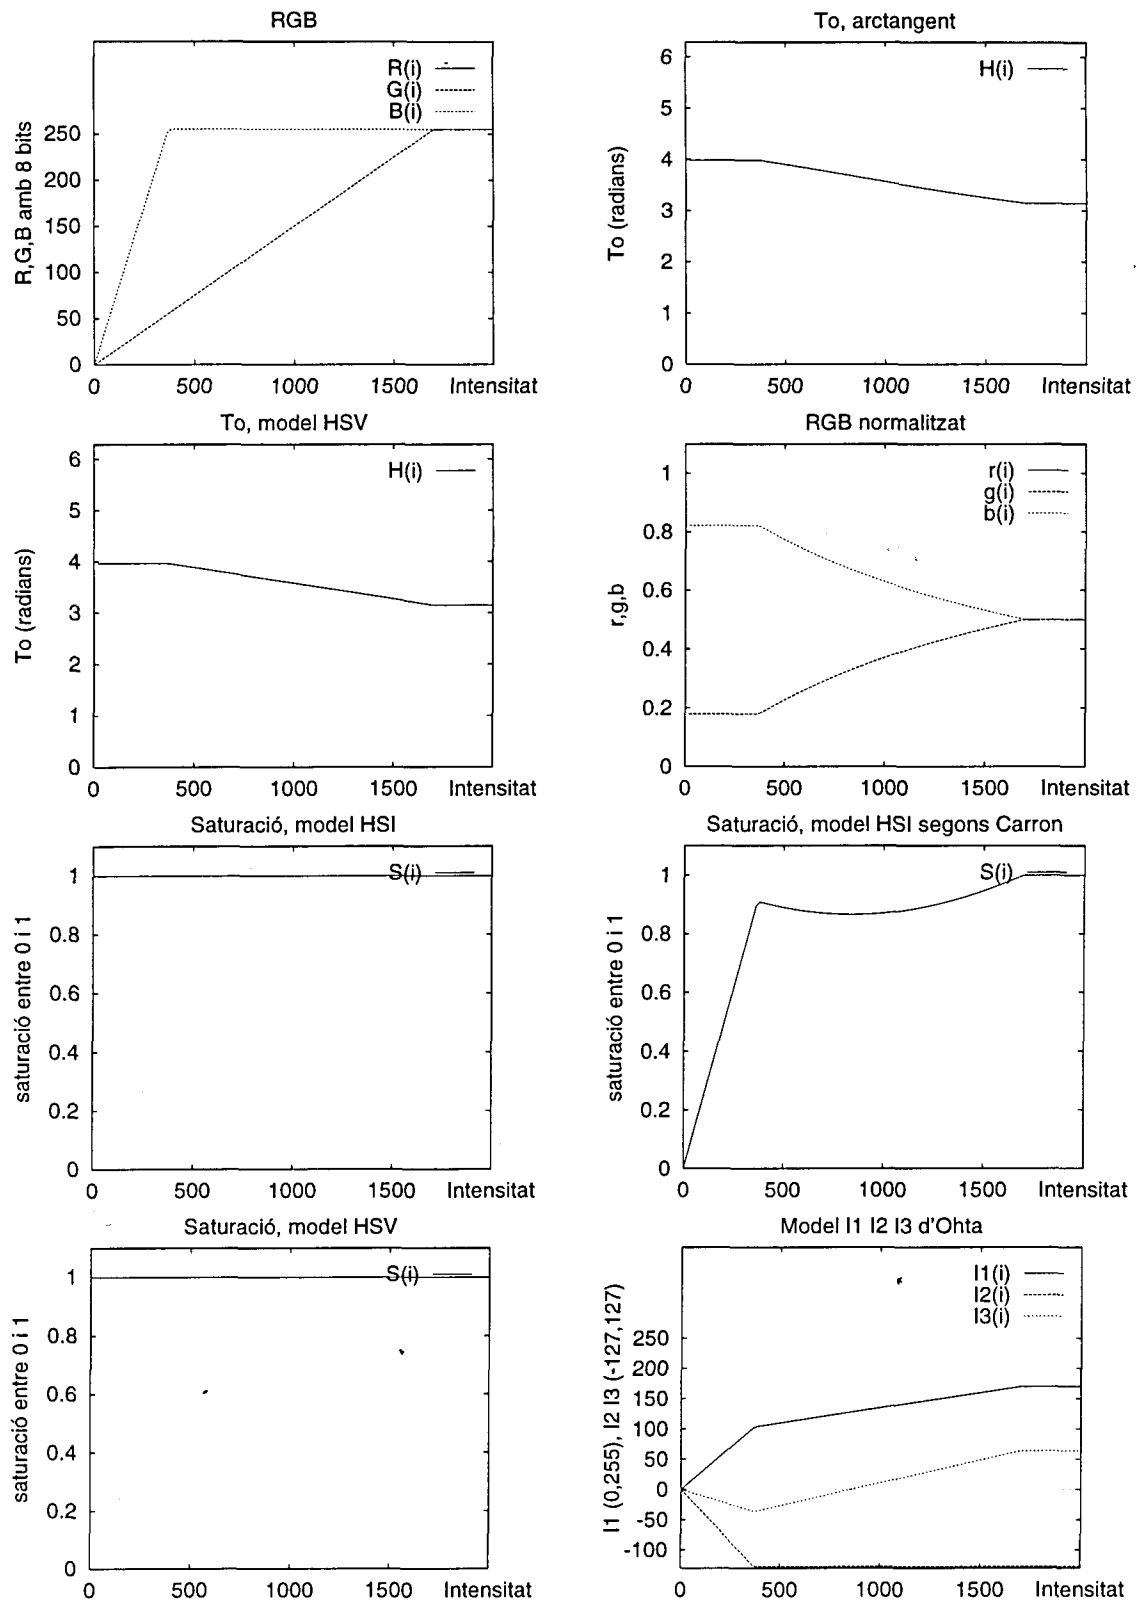 RGB
R(i)
G(i)
B(i)
R,G,B amb 8 bits
250
200
150
100
50
0
0 500 1000 1500 Intensitat
To, arctangent
H(i)
To (radians)
6
5
4
3
2
1
0
0 500 1000 1500 Intensitat
To, model HSV
H(i)
To (radians)
6
5
4
3
2
1
0
0 500 1000 1500 Intensitat
RGB normalitzat
r(i)
g(i)
b(i)
r,g,b
1
0.8
0.6
0.4
0.2
0
0 500 1000 1500 Intensitat
Saturació, model HSI
S(i)
saturació entre 0 i 1
1
0.8
0.6
0.4
0.2
0
0 500 1000 1500 Intensitat
Saturació, model HSI segons Carron
S(i)
saturació entre 0 i 1
1
0.8
0.6
0.4
0.2
0
0 500 1000 1500 Intensitat
Saturació, model HSV
S(i)
saturació entre 0 i 1
1
0.8
0.6
0.4
0.2
0
0 500 1000 1500 Intensitat
Model I1 I2 I3 d'Ohta
I1(i)
I2(i)
I3(i)
I1 (0,255), I2 I3 (-127,127)
250
200
150
100
50
0
-50
-100
0 500 1000 1500 Intensitat